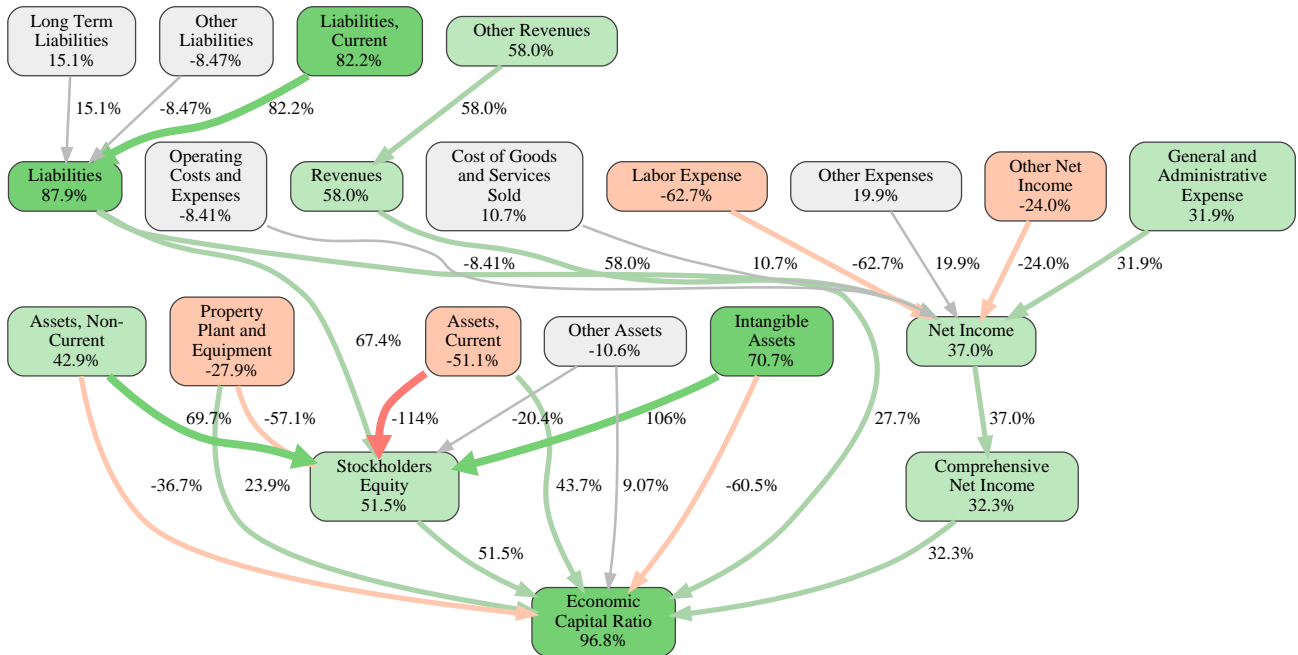 Long Term
Liabilities
15.1%
Other
Liabilities
-8.47%
Liabilities,
Current
82.2%
Other Revenues
58.0%
15.1%
-8.47%
82.2%
58.0%
Liabilities
87.9%
Operating
Costs and
Expenses
-8.41%
Revenues
58.0%
Cost of Goods
and Services
Sold
10.7%
Labor Expense
-62.7%
Other Expenses
19.9%
Other Net
Income
-24.0%
General and
Administrative
Expense
31.9%
-8.41%
58.0%
10.7%
-62.7%
19.9%
-24.0%
31.9%
Assets, Non-
Current
42.9%
Property
Plant and
Equipment
-27.9%
67.4%
Assets,
Current
-51.1%
Other Assets
-10.6%
Intangible
Assets
70.7%
Net Income
37.0%
69.7%
-57.1%
-114%
-20.4%
106%
27.7%
37.0%
-36.7%
23.9%
Stockholders
Equity
51.5%
43.7%
9.07%
-60.5%
Comprehensive
Net Income
32.3%
51.5%
32.3%
Economic
Capital Ratio
96.8%